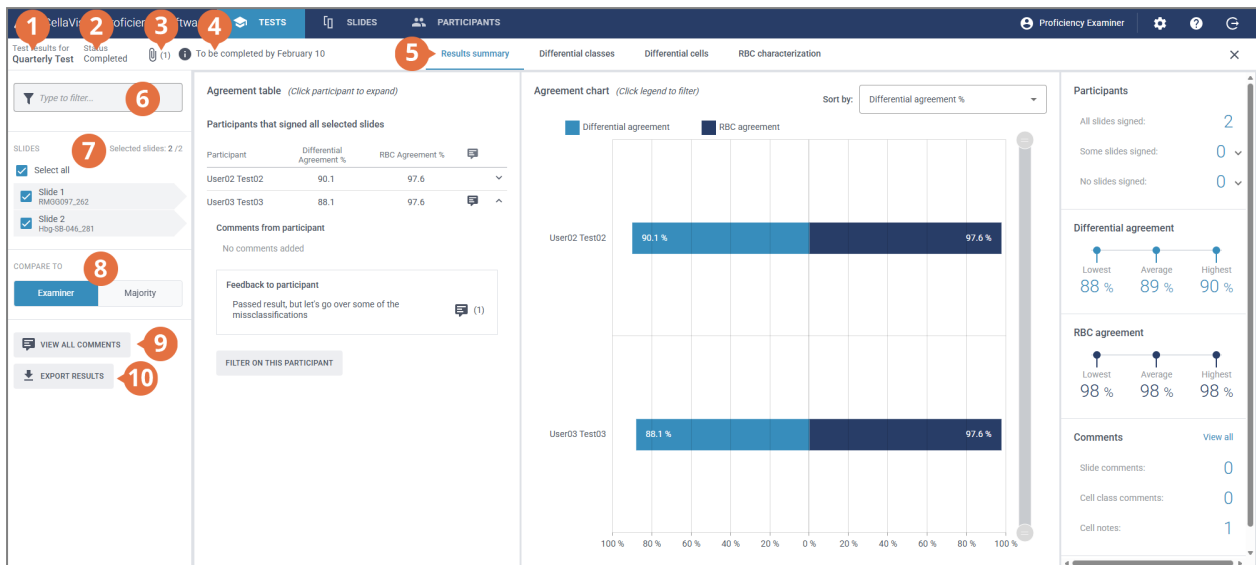 CellaVis
roficien
ftwa
TESTS
SLIDES
PARTICIPANTS
Proficiency Examiner
1
2
3
4
Test results for
Quarterly Test
Status
Completed
(1)
To be completed by February 10
5
Results summary
Differential classes
Differential cells
RBC characterization
Type to filter...
6
SLIDES
7
Selected slides: 2 /2
Select all
Slide 1
RMGG097_262
Slide 2
Hbg-SB-046_281
COMPARE TO
8
Examiner
Majority
VIEW ALL COMMENTS
9
EXPORT RESULTS
10
Agreement table (Click participant to expand)
Participants that signed all selected slides
Participant
Differential
Agreement %
RBC Agreement %
User02 Test02 90.1 97.6
User03 Test03 88.1 97.6
Comments from participant
No comments added
Feedback to participant
Passed result, but let's go over some of the
missclassifications
(1)
FILTER ON THIS PARTICIPANT
Agreement chart (Click legend to filter)
Sort by:
Differential agreement %
Differential agreement
RBC agreement
User02 Test02
90.1 %
97.6 %
User03 Test03
88.1 %
97.6 %
100 % 80 % 60 % 40 % 20 % 0 % 20 % 40 % 60 % 80 % 100 %
Participants
All slides signed: 2
Some slides signed: 0
No slides signed: 0
Differential agreement
Lowest Average Highest
88 % 89 % 90 %
RBC agreement
Lowest Average Highest
98 % 98 % 98 %
Comments
View all
Slide comments: 0
Cell class comments: 0
Cell notes: 1